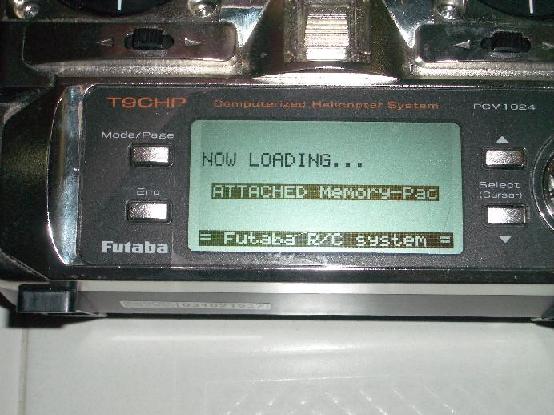 T9CHP Computerized Helicopter System PCM1024
Mode/Page
End
Select
(Cursor)
NOW LOADING...
ATTACHED Memory-Pac
= Futaba R/C system =
Futaba